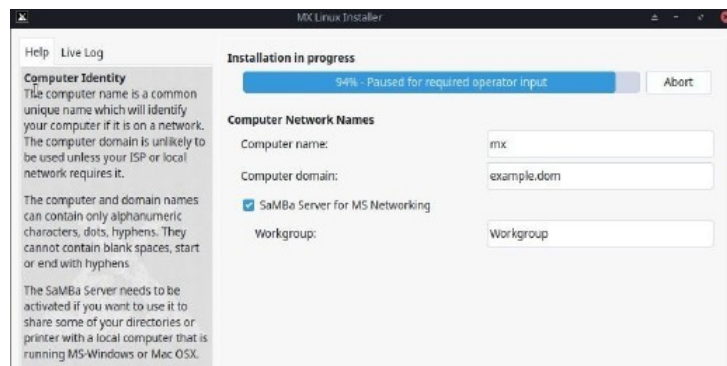 MX Linux Installer
Help Live Log
Computer Identity
The computer name is a common
unique name which will identify
your computer if it is on a network.
The computer domain is unlikely to
be used unless your ISP or local
network requires it.
The computer and domain names
can contain only alphanumeric
characters, dots, hyphens. They
cannot contain blank spaces, start
or end with hyphens
The SaMBa Server needs to be
activated if you want to use it to
share some of your directories or
printer with a local computer that is
running MS-Windows or Mac OSX.
Installation in progress
94% - Paused for required operator input Abort
Computer Network Names
Computer name: mx
Computer domain: example.dom
SaMBa Server for MS Networking
Workgroup: Workgroup